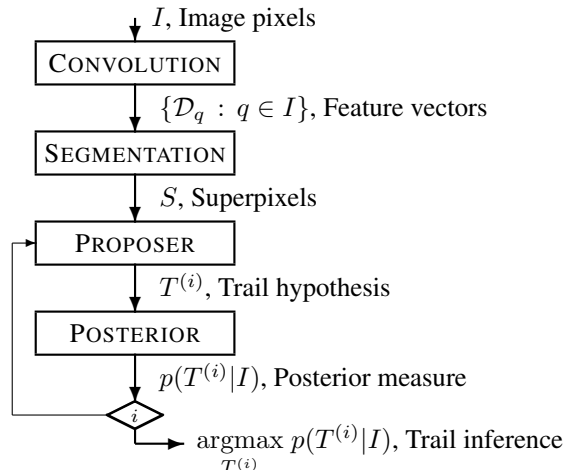 I, Image pixels
CONVOLUTION
{𝒟_q : q ∈ I}, Feature vectors
SEGMENTATION
S, Superpixels
PROPOSER
T^(i), Trail hypothesis
POSTERIOR
p(T^(i)|I), Posterior measure
i
argmax p(T^(i)|I), Trail inference
T^(i)